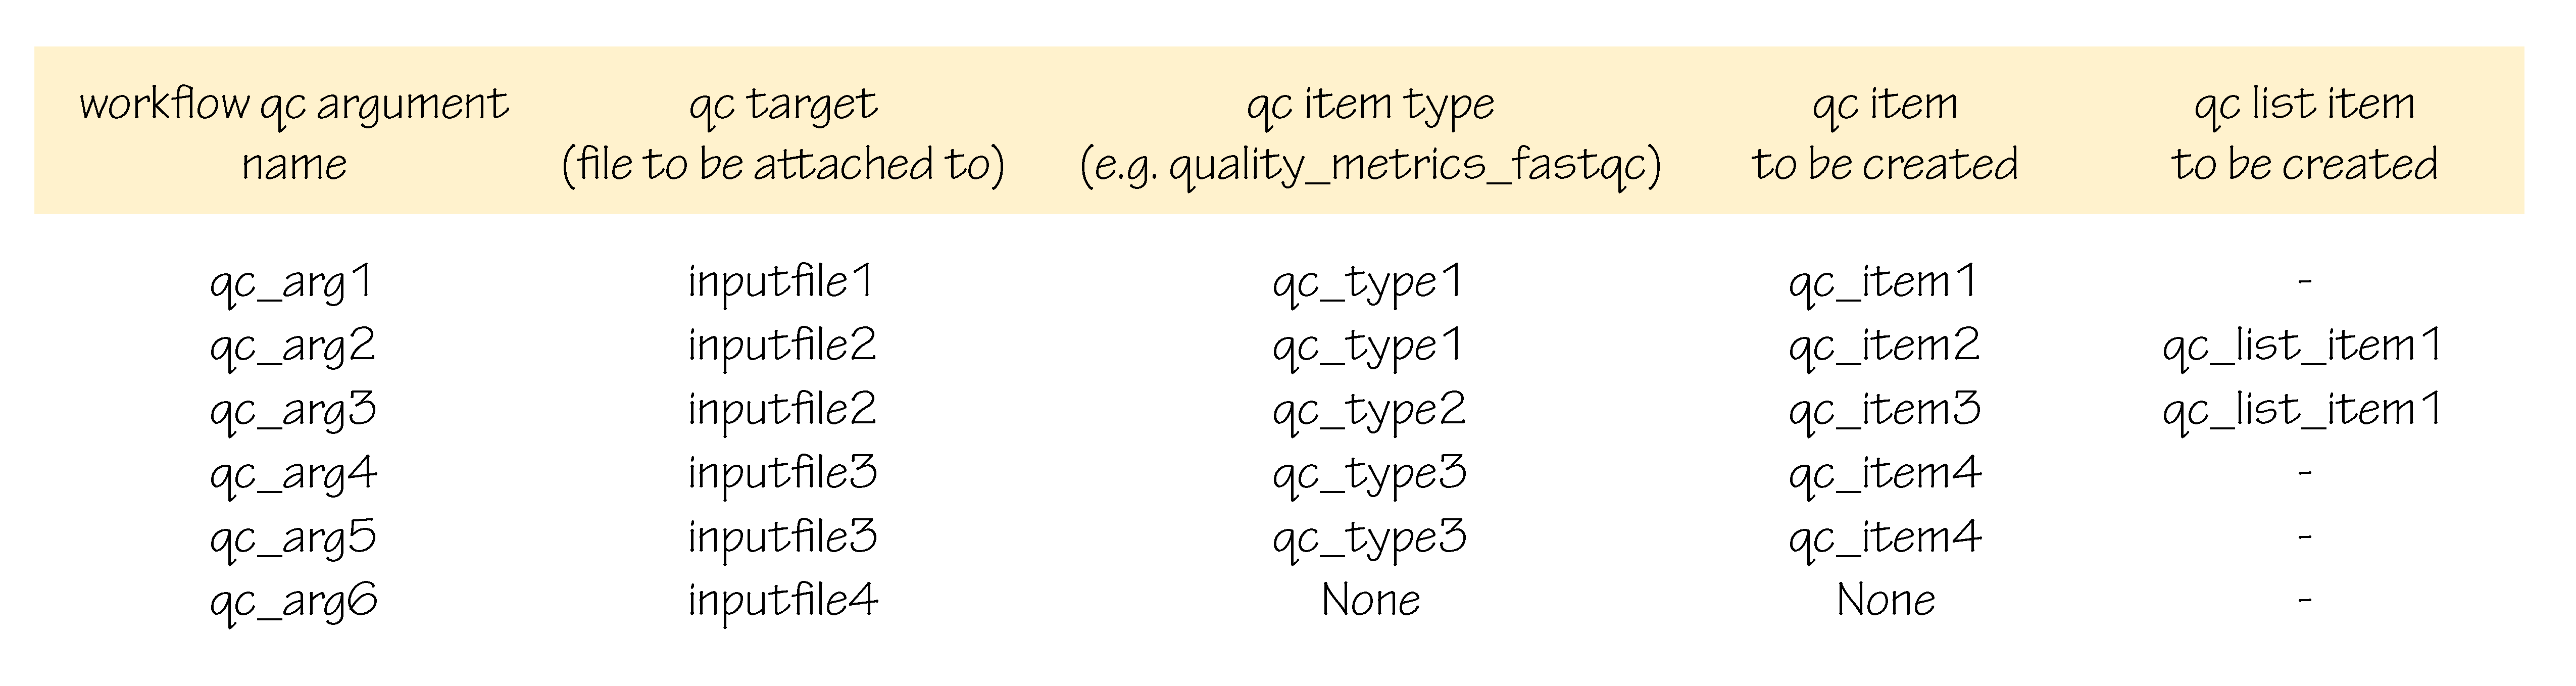 workflow qc argument name	qc target (file to be attached to)	qc item type (e.g. quality_metrics_fastqc)	qc item to be created	qc list item to be created
qc_arg1	inputfile1	qc_type1	qc_item1	-
qc_arg2	inputfile2	qc_type1	qc_item2	qc_list_item1
qc_arg3	inputfile2	qc_type2	qc_item3	qc_list_item1
qc_arg4	inputfile3	qc_type3	qc_item4	-
qc_arg5	inputfile3	qc_type3	qc_item4	-
qc_arg6	inputfile4	None	None	-